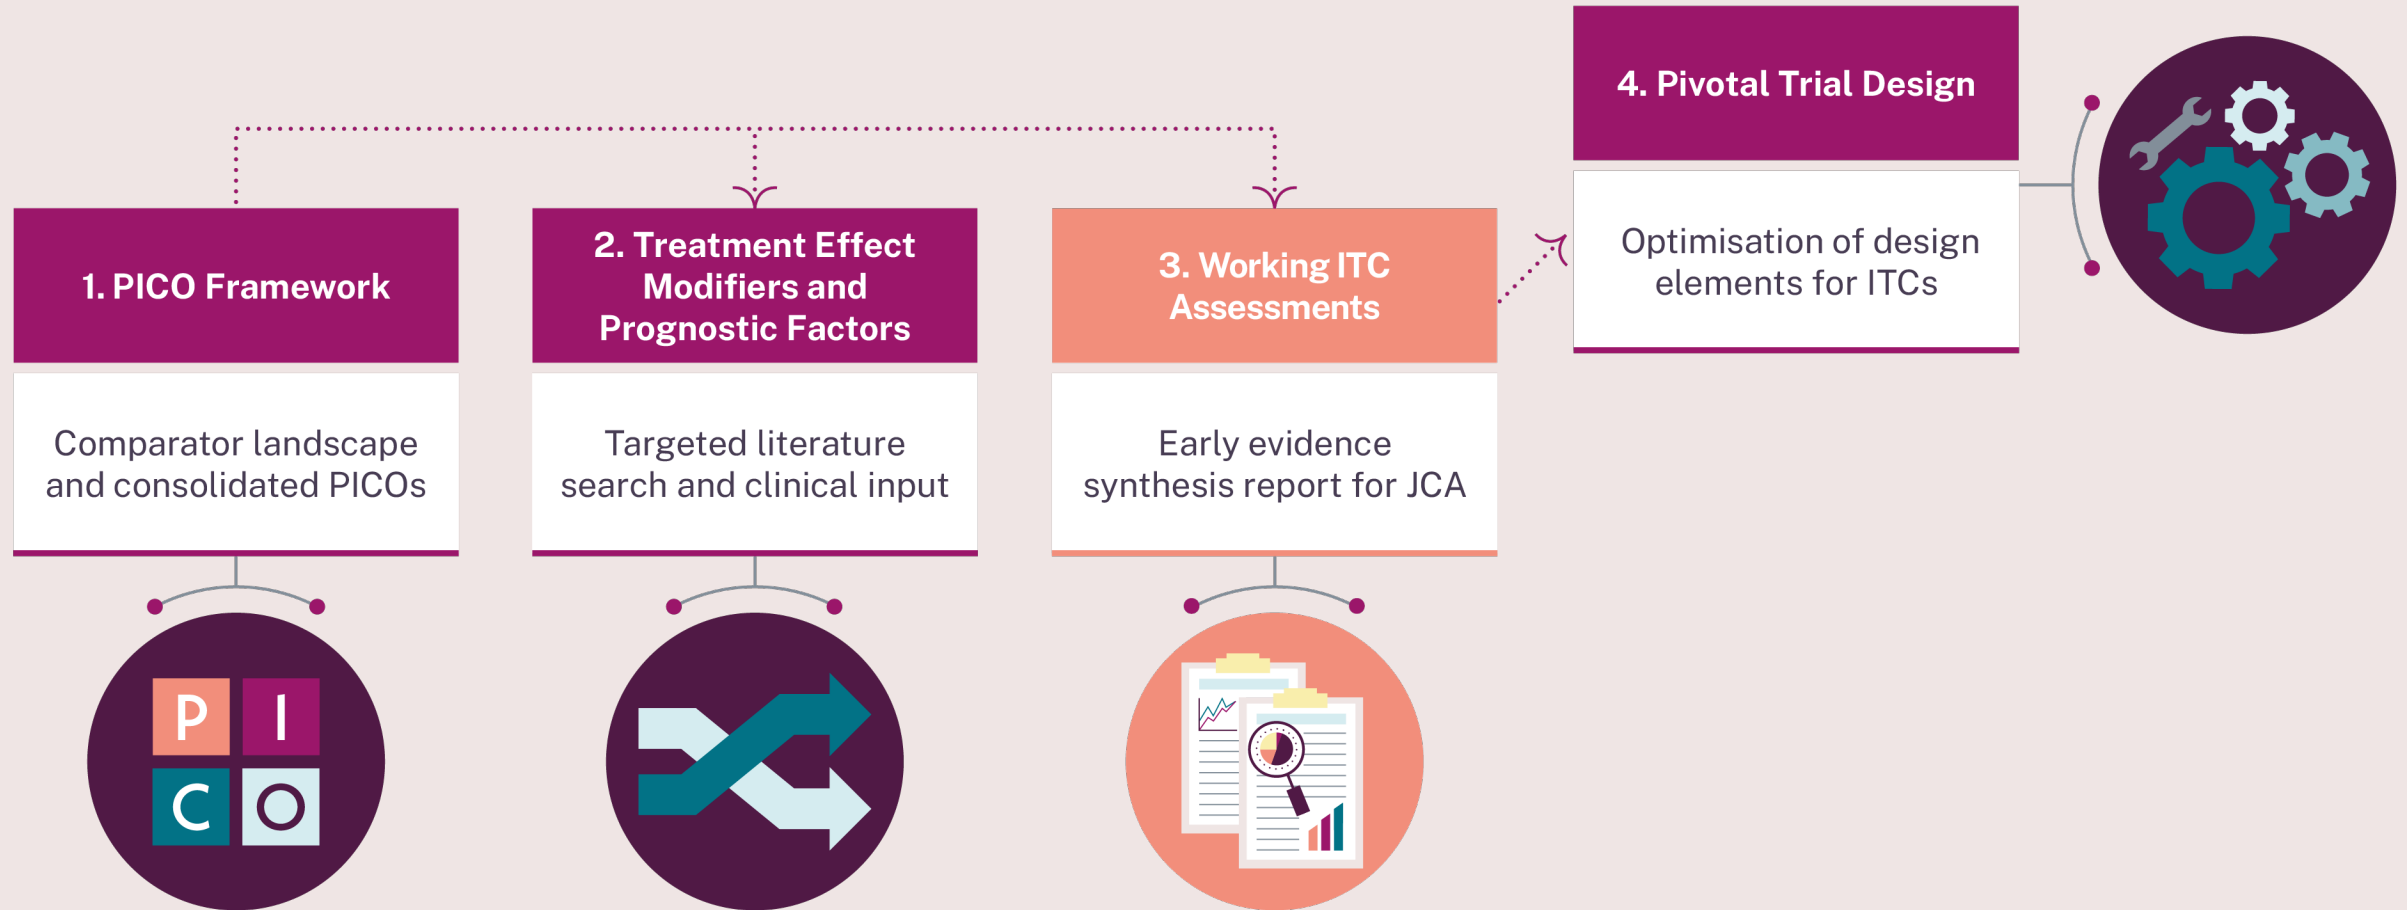 1. PICO Framework
Comparator landscape
and consolidated PICOs
P I
C O
2. Treatment Effect
Modifiers and
Prognostic Factors
Targeted literature
search and clinical input
3. Working ITC
Assessments
Early evidence
synthesis report for JCA
4. Pivotal Trial Design
Optimisation of design
elements for ITCs